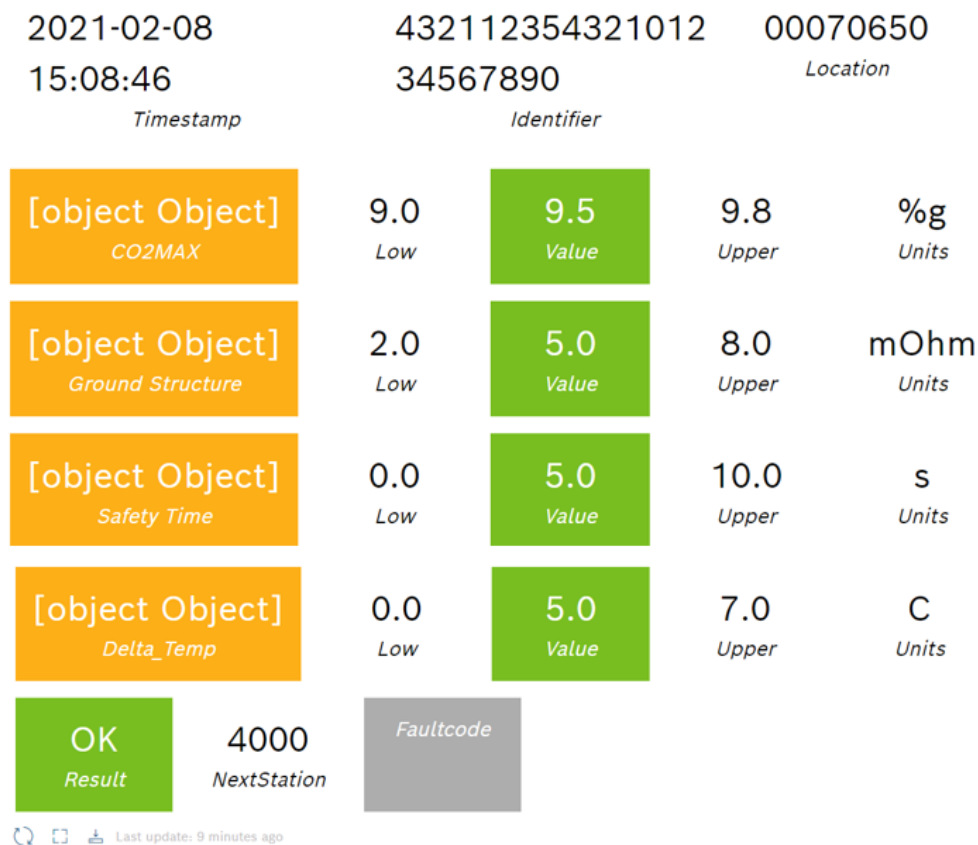 2021-02-08 432112354321012 00070650
15:08:46 34567890 Location
Timestamp Identifier
[object Object] 9.0 9.5 9.8 %g
CO2MAX Low Value Upper Units
[object Object] 2.0 5.0 8.0 mOhm
Ground Structure Low Value Upper Units
[object Object] 0.0 5.0 10.0 s
Safety Time Low Value Upper Units
[object Object] 0.0 5.0 7.0 C
Delta_Temp Low Value Upper Units
OK 4000 Faultcode
Result NextStation
Last update: 9 minutes ago